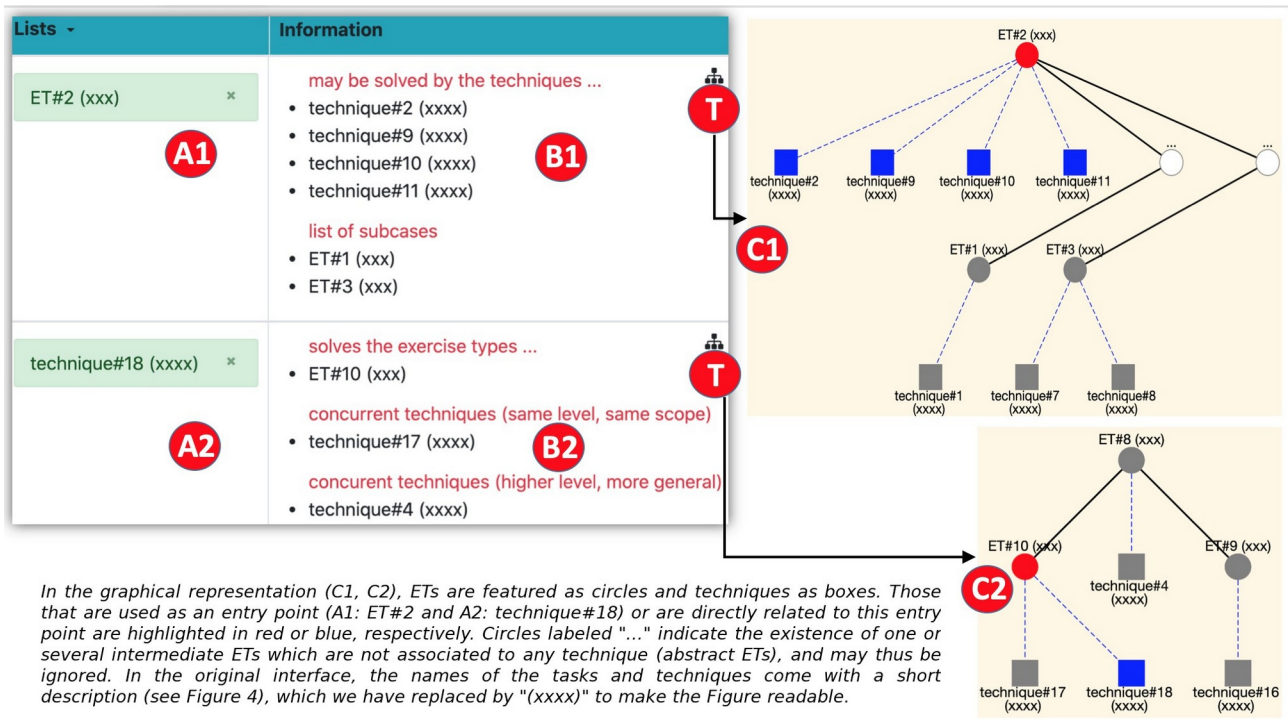 Lists
Information
ET#2 (xxx) ×
A1
may be solved by the techniques ...
• technique#2 (xxxx)
• technique#9 (xxxx)
• technique#10 (xxxx)
• technique#11 (xxxx)
B1
list of subcases
• ET#1 (xxx)
• ET#3 (xxx)
T
technique#18 (xxxx) ×
A2
solves the exercise types ...
• ET#10 (xxx)
concurrent techniques (same level, same scope)
• technique#17 (xxxx)
B2
concurent techniques (higher level, more general)
• technique#4 (xxxx)
T
C1
ET#2 (xxx)
technique#2
(xxxx)
technique#9
(xxxx)
technique#10
(xxxx)
technique#11
(xxxx)
...
...
ET#1 (xxx)
ET#3 (xxx)
technique#1
(xxxx)
technique#7
(xxxx)
technique#8
(xxxx)
C2
ET#8 (xxx)
ET#10 (xxx)
technique#4
(xxxx)
ET#9 (xxx)
technique#17
(xxxx)
technique#18
(xxxx)
technique#16
(xxxx)
In the graphical representation (C1, C2), ETs are featured as circles and techniques as boxes. Those
that are used as an entry point (A1: ET#2 and A2: technique#18) or are directly related to this entry
point are highlighted in red or blue, respectively. Circles labeled "..." indicate the existence of one or
several intermediate ETs which are not associated to any technique (abstract ETs), and may thus be
ignored. In the original interface, the names of the tasks and techniques come with a short
description (see Figure 4), which we have replaced by "(xxxx)" to make the Figure readable.